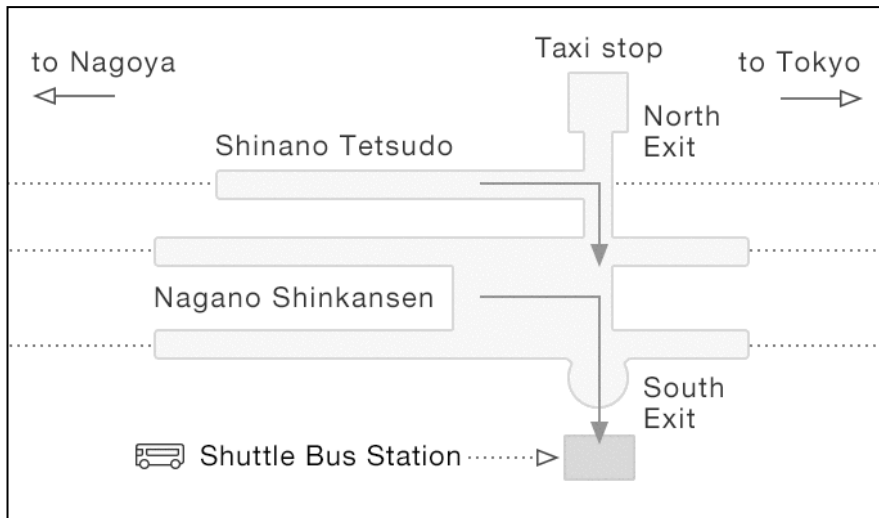 Taxi stop
to Nagoya
to Tokyo
North
Exit
Shinano Tetsudo
Nagano Shinkansen
South
Exit
Shuttle Bus Station